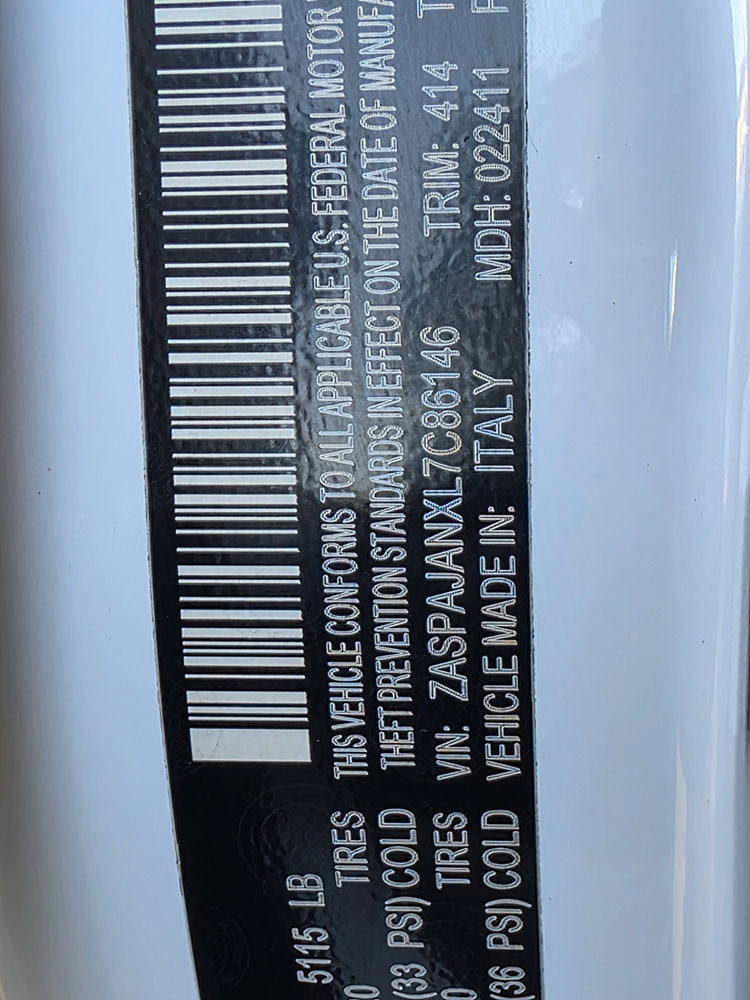 5115 LB
TIRES
THIS VEHICLE CONFORMS TO ALL APPLICABLE U.S. FEDERAL MOTOR
(33 PSI) COLD
THEFT PREVENTION STANDARDS IN EFFECT ON THE DATE OF MANUFA
TIRES
VIN: ZASPAJANXL7C86146 TRIM: 414 T
(36 PSI) COLD
VEHICLE MADE IN: ITALY MDH: 022411